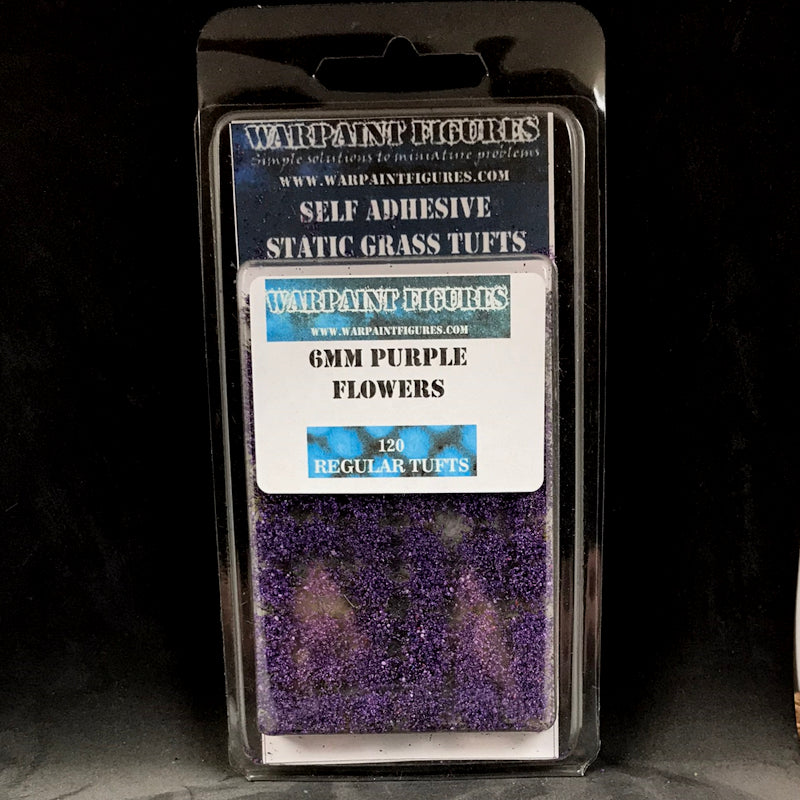 WARPAINT FIGURES
Simple solutions to miniature problems
WWW.WARPAINTFIGURES.COM
SELF ADHESIVE
STATIC GRASS TUFTS
WARPAINT FIGURES
WWW.WARPAINTFIGURES.COM
6MM PURPLE
FLOWERS
120
REGULAR TUFTS